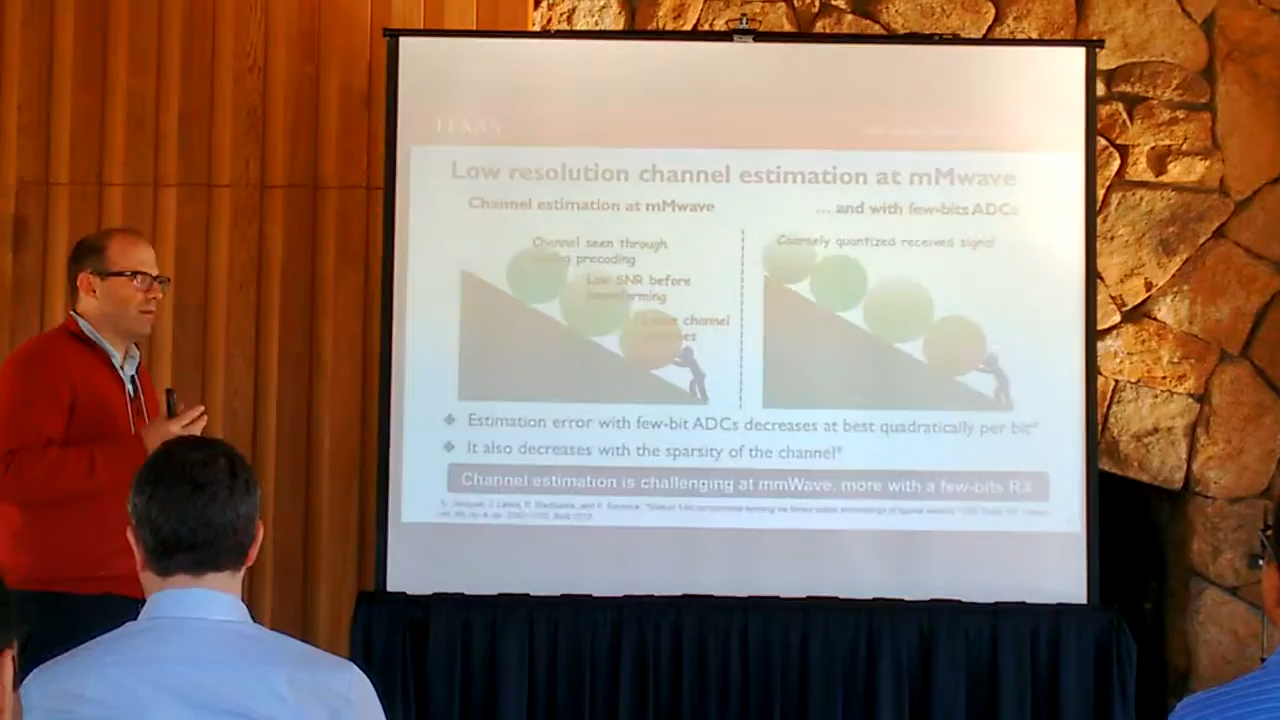 TEXAS
Low resolution channel estimation at mMwave
Channel estimation at mMwave
Channel seen through
precoding
Low SNR before
channel
... and with few-bits ADCs
Coarsely quantized received signal
❖ Estimation error with few-bit ADCs decreases at best quadratically per bit*
❖ It also decreases with the sparsity of the channel*
Channel estimation is challenging at mmWave, more with a few-bits RX